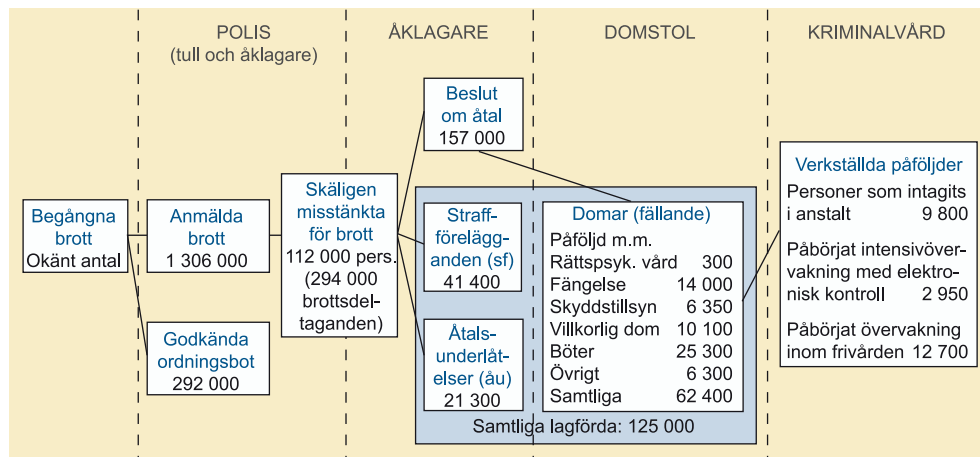 POLIS
(tull och åklagare)
ÅKLAGARE
DOMSTOL
KRIMINALVÅRD
Begångna
brott
Okänt antal
Anmälda
brott
1 306 000
Godkända
ordningsbot
292 000
Skäligen
misstänkta
för brott
112 000 pers.
(294 000
brottsdel-
taganden)
Beslut
om åtal
157 000
Straff-
förelägg-
anden (sf)
41 400
Åtals-
underlåt-
elser (åu)
21 300
Domar (fällande)
Påföljd m.m.
Rättspsyk. vård 300
Fängelse 14 000
Skyddstillsyn 6 350
Villkorlig dom 10 100
Böter 25 300
Övrigt 6 300
Samtliga 62 400
Samtliga lagförda: 125 000
Verkställda påföljder
Personer som intagits
i anstalt 9 800
Påbörjat intensivöver-
vakning med elektro-
nisk kontroll 2 950
Påbörjat övervakning
inom frivården 12 700